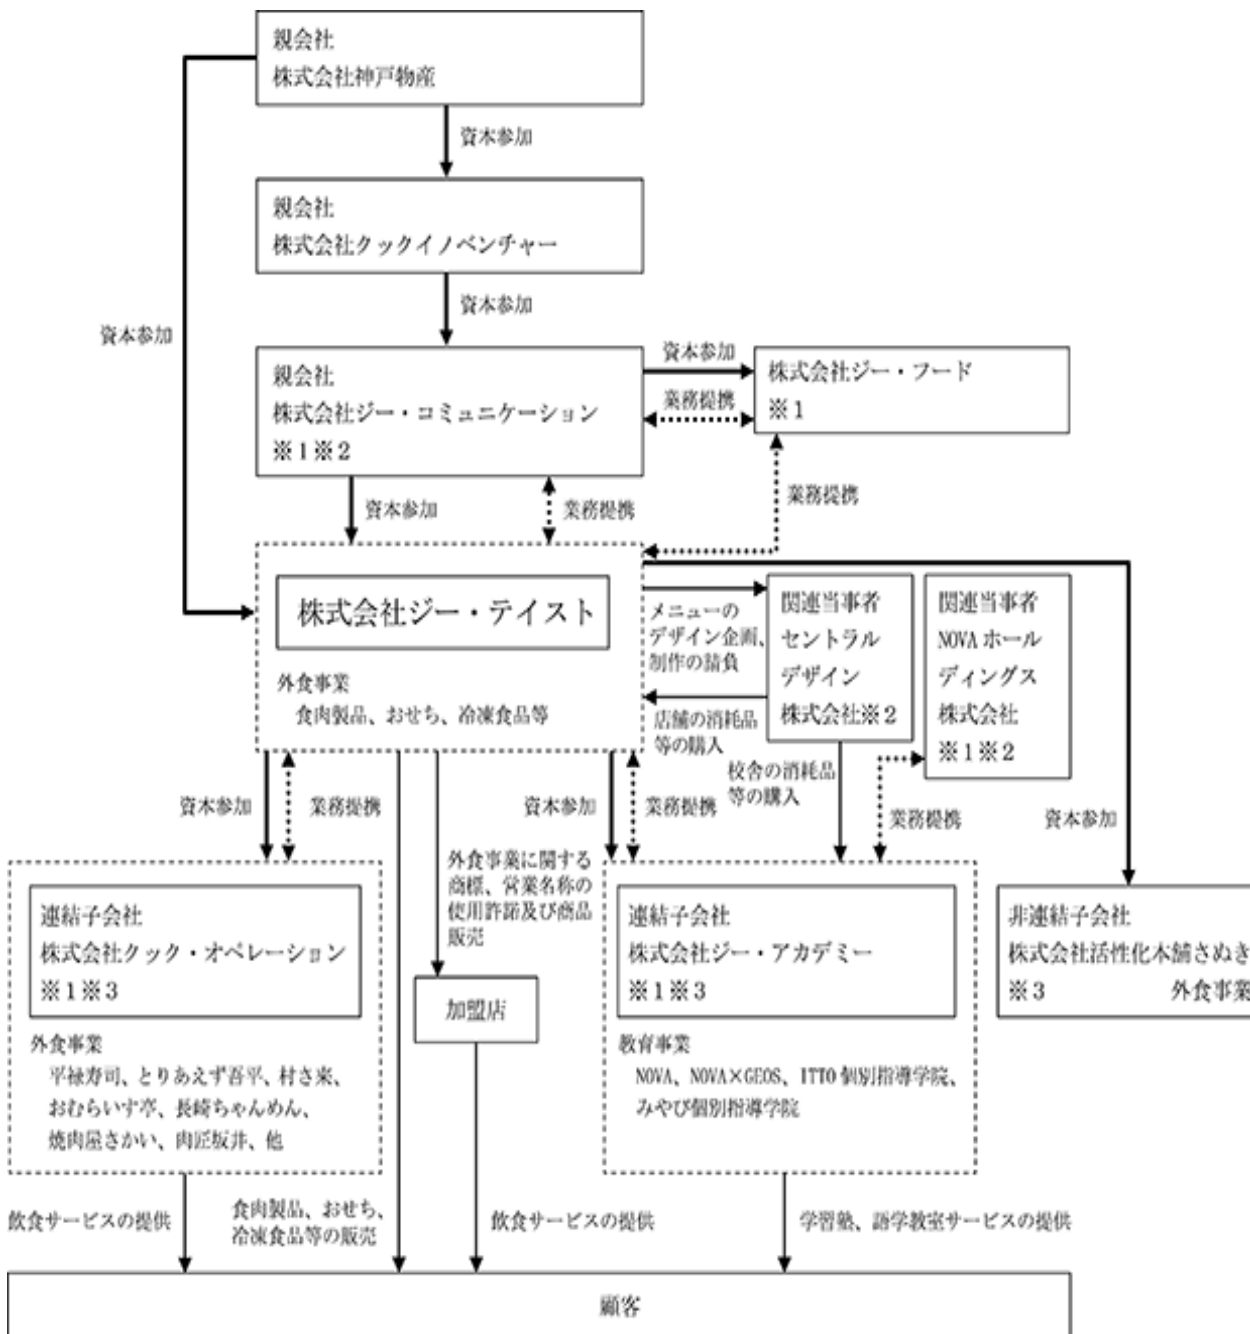 親会社
株式会社神戸物産
資本参加
親会社
株式会社クックイノベンチャー
資本参加
資本参加
親会社
株式会社ジー・コミュニケーション
※1※2
資本参加
業務提携
株式会社ジー・フード
※1
資本参加
業務提携
業務提携
株式会社ジー・テイスト
外食事業
食肉製品、おせち、冷凍食品等
メニューの
デザイン企画、
制作の請負
店舗の消耗品
等の購入
関連当事者
セントラル
デザイン
株式会社※2
関連当事者
NOVAホール
ディングス
株式会社
※1※2
校舎の消耗品
等の購入
資本参加
業務提携
資本参加
業務提携
業務提携
資本参加
外食事業に関する
商標、営業名称の
使用許諾及び商品
販売
連結子会社
株式会社クック・オペレーション
※1※3
外食事業
平禄寿司、とりあえず吾平、村さ来、
おむらいす亭、長崎ちゃんめん、
焼肉屋さかい、肉匠坂井、他
加盟店
連結子会社
株式会社ジー・アカデミー
※1※3
教育事業
NOVA、NOVA×GEOS、ITTO個別指導学院、
みやび個別指導学院
非連結子会社
株式会社活性化本舗さぬき
※3 外食事業
飲食サービスの提供
食肉製品、おせち、
冷凍食品等の販売
飲食サービスの提供
学習塾、語学教室サービスの提供
顧客